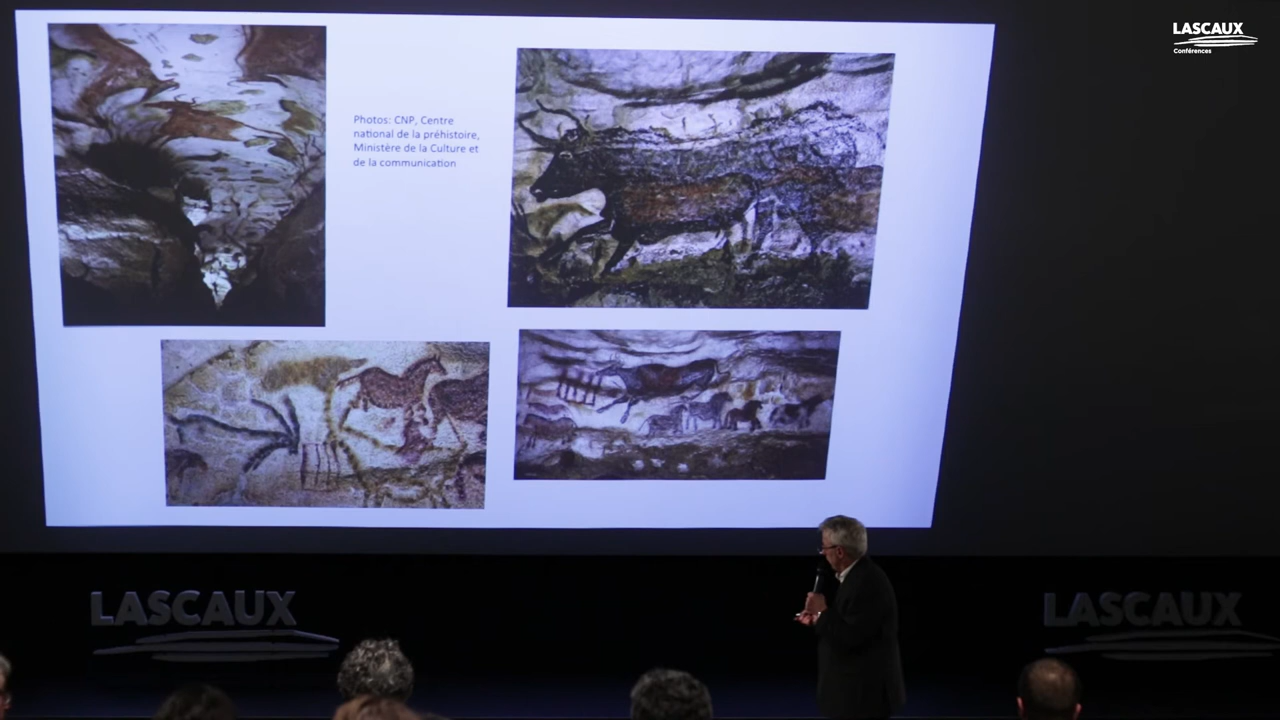 LASCAUX
Conférences
Photos: CNP, Centre
national de la préhistoire,
Ministère de la Culture et
de la communication
LASCAUX
LASCAUX